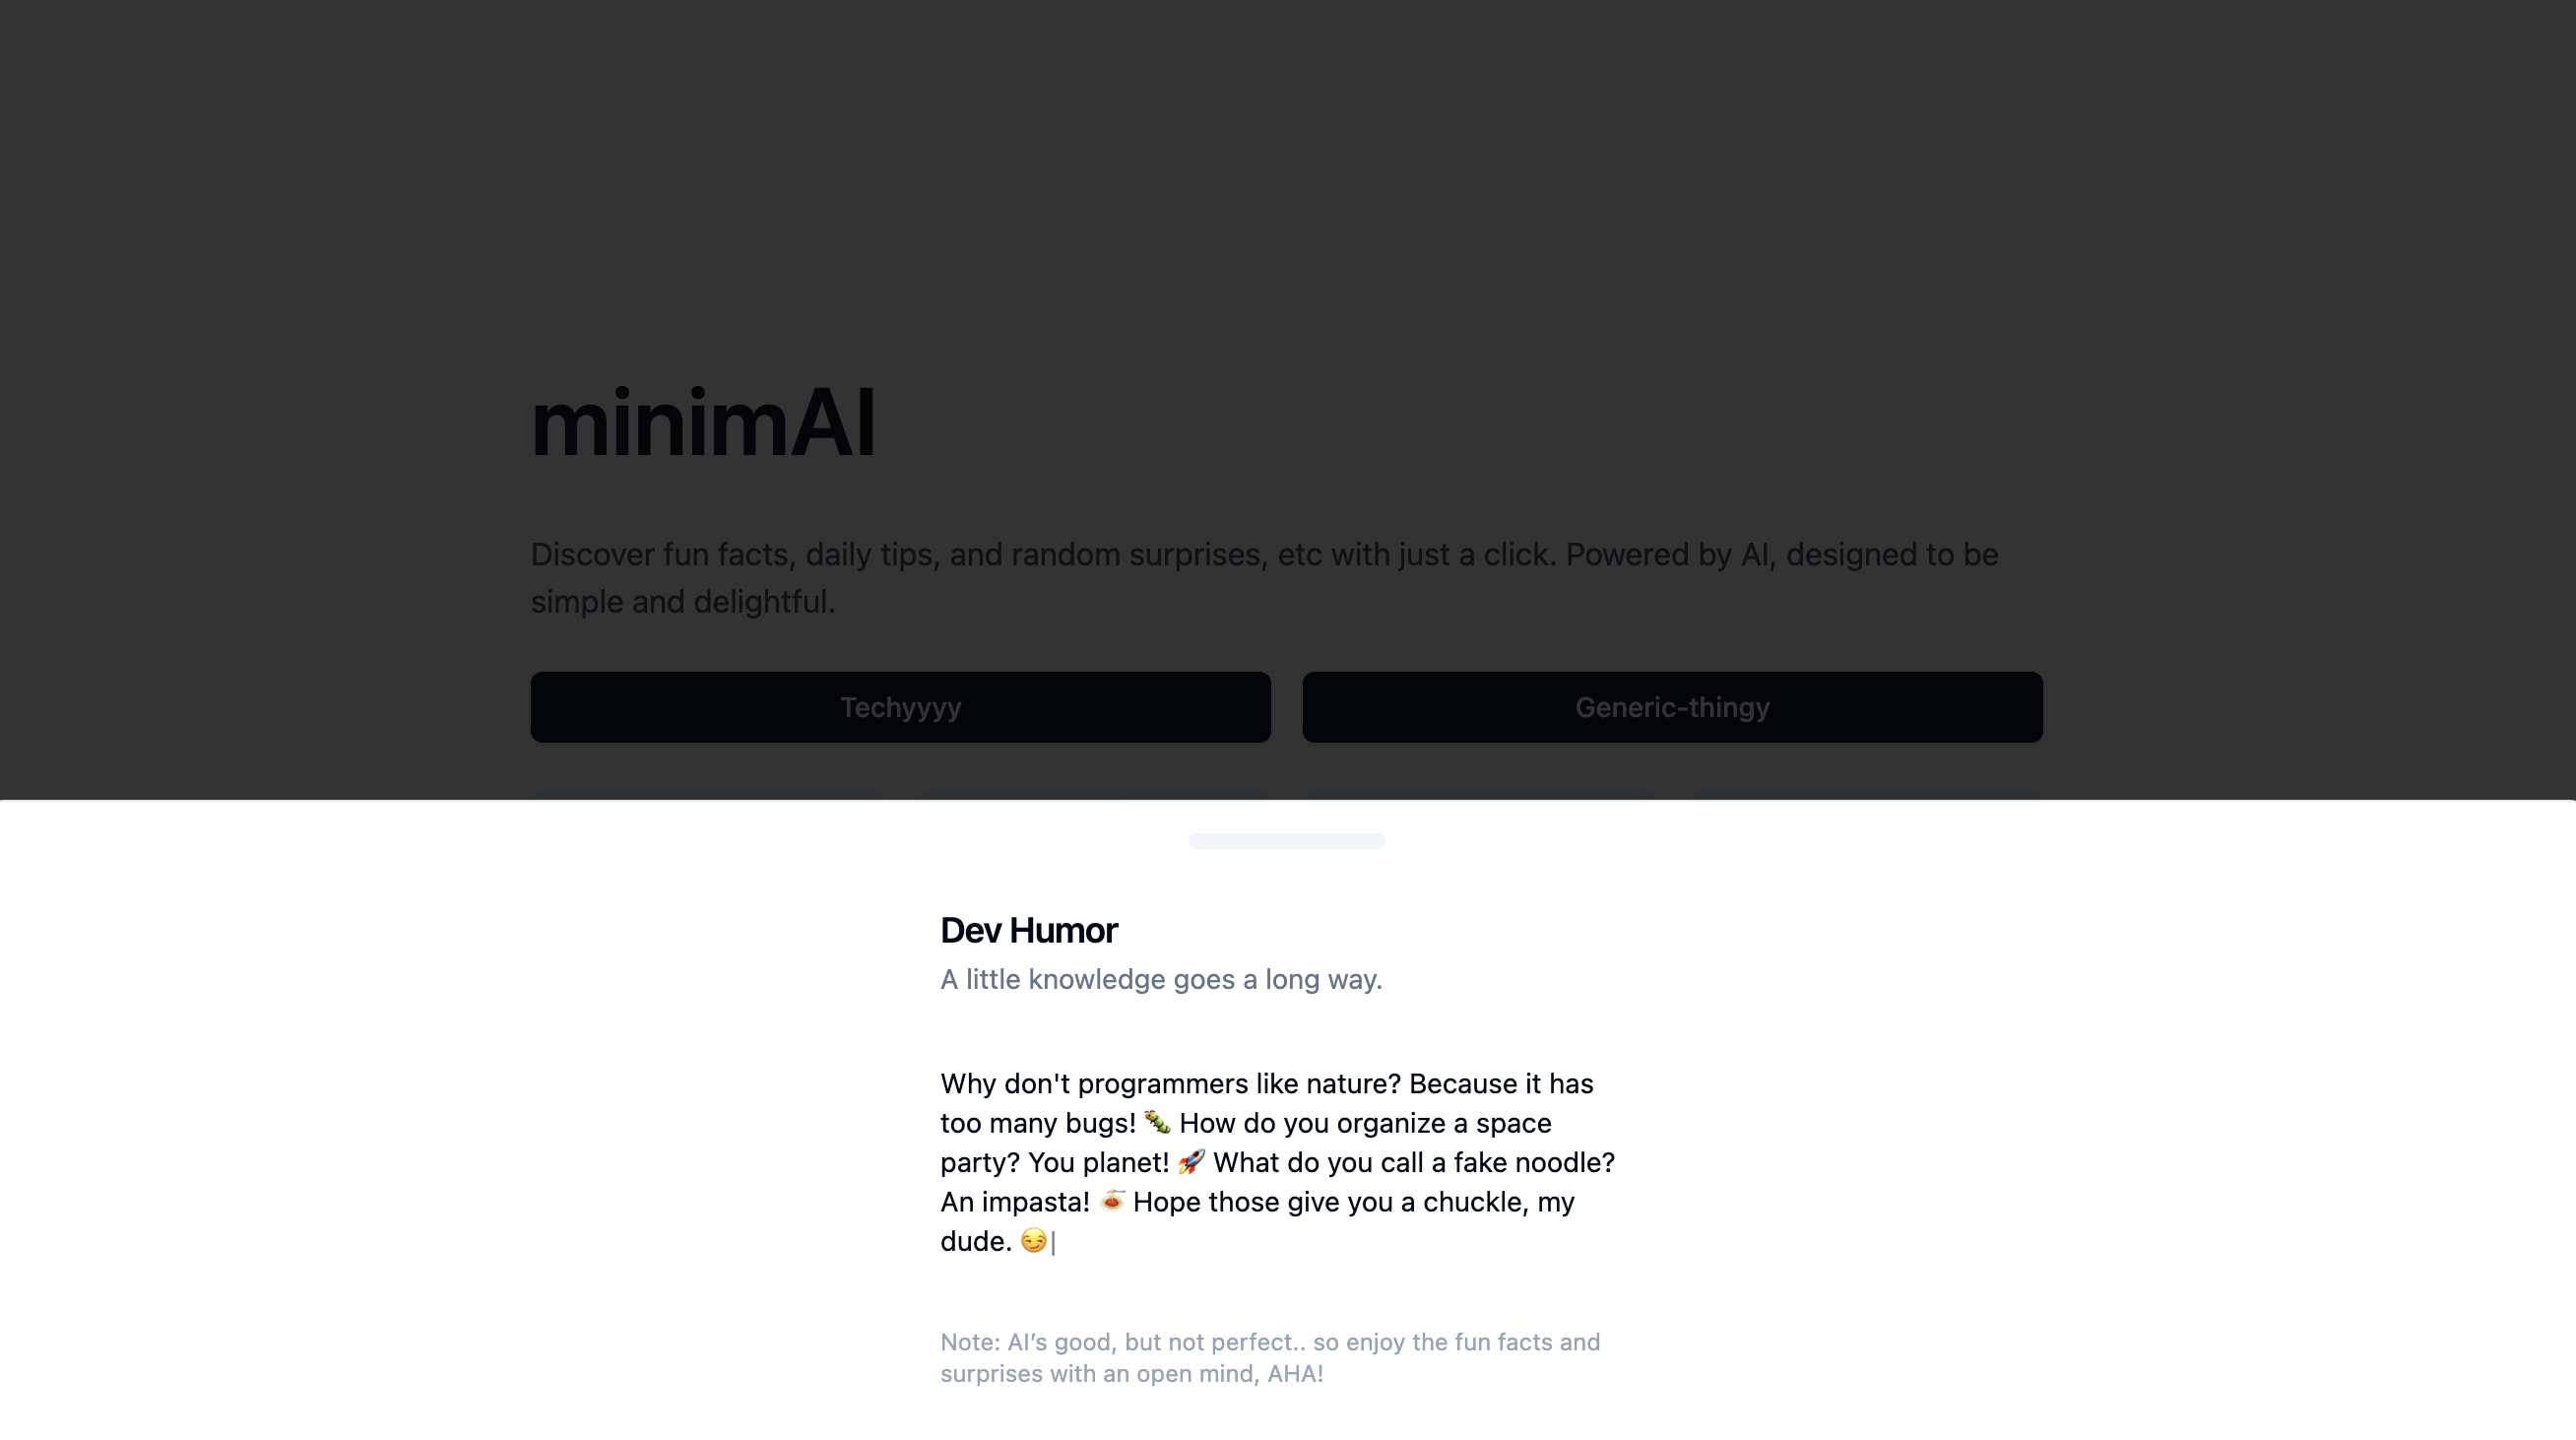 minimAI
Discover fun facts, daily tips, and random surprises, etc with just a click. Powered by AI, designed to be
simple and delightful.
Techyyyy
Generic-thingy
Dev Humor
A little knowledge goes a long way.
Why don't programmers like nature? Because it has
too many bugs! 🐛 How do you organize a space
party? You planet! 🚀 What do you call a fake noodle?
An impasta! 🍝 Hope those give you a chuckle, my
dude. 😏|
Note: AI’s good, but not perfect.. so enjoy the fun facts and
surprises with an open mind, AHA!